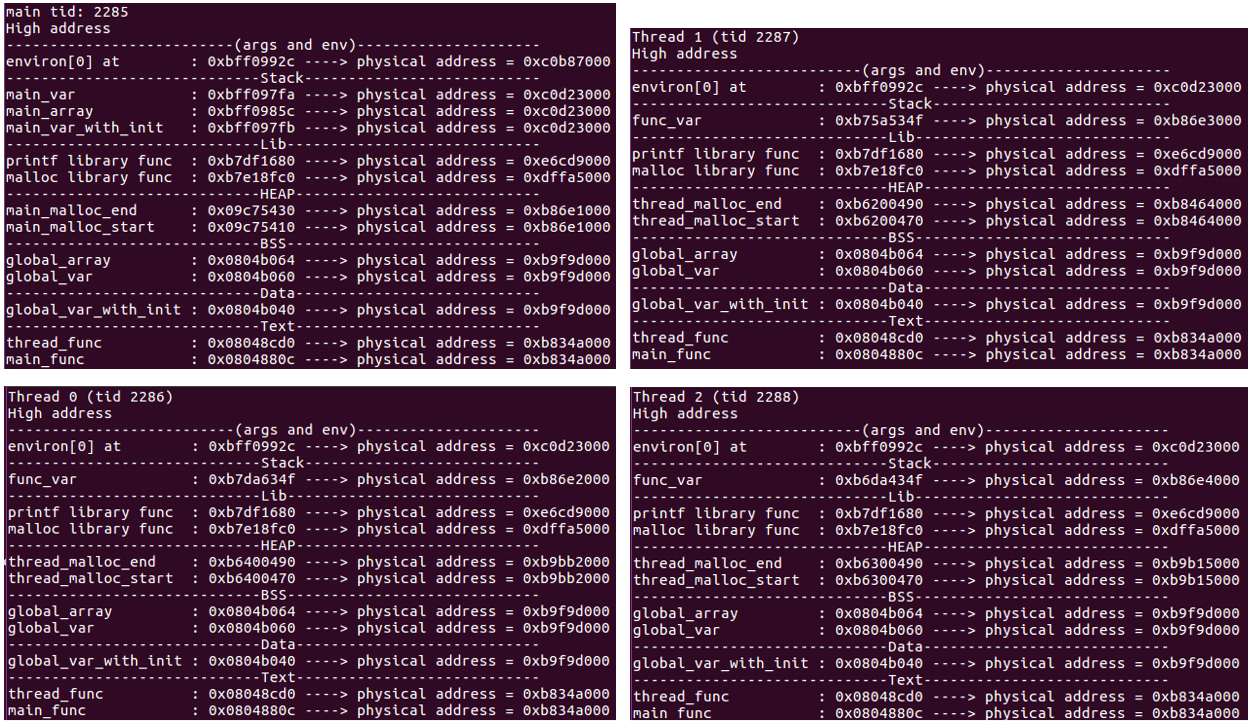 main tid: 2285
High address
---------------------------(args and env)----------------------
environ[0] at         : 0xbff0992c ----> physical address = 0xc0b87000
------------------------------Stack----------------------------
main_var              : 0xbff097fa ----> physical address = 0xc0d23000
main_array            : 0xbff0985c ----> physical address = 0xc0d23000
main_var_with_init    : 0xbff097fb ----> physical address = 0xc0d23000
------------------------------Lib------------------------------
printf library func  : 0xb7df1680 ----> physical address = 0xe6cd9000
malloc library func  : 0xb7e18fc0 ----> physical address = 0xdffa5000
------------------------------HEAP-----------------------------
main_malloc_end       : 0x09c75430 ----> physical address = 0xb86e1000
main_malloc_start     : 0x09c75410 ----> physical address = 0xb86e1000
------------------------------BSS------------------------------
global_array          : 0x0804b064 ----> physical address = 0xb9f9d000
global_var            : 0x0804b060 ----> physical address = 0xb9f9d000
------------------------------Data-----------------------------
global_var_with_init : 0x0804b040 ----> physical address = 0xb9f9d000
------------------------------Text-----------------------------
thread_func           : 0x08048cd0 ----> physical address = 0xb834a000
main_func             : 0x0804880c ----> physical address = 0xb834a000
Thread 1 (tid 2287)
High address
---------------------------(args and env)----------------------
environ[0] at         : 0xbff0992c ----> physical address = 0xc0d23000
------------------------------Stack----------------------------
func_var              : 0xb75a534f ----> physical address = 0xb86e3000
------------------------------Lib------------------------------
printf library func  : 0xb7df1680 ----> physical address = 0xe6cd9000
malloc library func  : 0xb7e18fc0 ----> physical address = 0xdffa5000
------------------------------HEAP-----------------------------
thread_malloc_end    : 0xb6200490 ----> physical address = 0xb8464000
thread_malloc_start  : 0xb6200470 ----> physical address = 0xb8464000
------------------------------BSS------------------------------
global_array          : 0x0804b064 ----> physical address = 0xb9f9d000
global_var            : 0x0804b060 ----> physical address = 0xb9f9d000
------------------------------Data-----------------------------
global_var_with_init : 0x0804b040 ----> physical address = 0xb9f9d000
------------------------------Text-----------------------------
thread_func           : 0x08048cd0 ----> physical address = 0xb834a000
main_func             : 0x0804880c ----> physical address = 0xb834a000
Thread 0 (tid 2286)
High address
---------------------------(args and env)----------------------
environ[0] at         : 0xbff0992c ----> physical address = 0xc0d23000
------------------------------Stack----------------------------
func_var              : 0xb7da634f ----> physical address = 0xb86e2000
------------------------------Lib------------------------------
printf library func  : 0xb7df1680 ----> physical address = 0xe6cd9000
malloc library func  : 0xb7e18fc0 ----> physical address = 0xdffa5000
------------------------------HEAP-----------------------------
thread_malloc_end    : 0xb6400490 ----> physical address = 0xb9bb2000
thread_malloc_start  : 0xb6400470 ----> physical address = 0xb9bb2000
------------------------------BSS------------------------------
global_array          : 0x0804b064 ----> physical address = 0xb9f9d000
global_var            : 0x0804b060 ----> physical address = 0xb9f9d000
------------------------------Data-----------------------------
global_var_with_init : 0x0804b040 ----> physical address = 0xb9f9d000
------------------------------Text-----------------------------
thread_func           : 0x08048cd0 ----> physical address = 0xb834a000
main_func             : 0x0804880c ----> physical address = 0xb834a000
Thread 2 (tid 2288)
High address
---------------------------(args and env)----------------------
environ[0] at         : 0xbff0992c ----> physical address = 0xc0d23000
------------------------------Stack----------------------------
func_var              : 0xb6da434f ----> physical address = 0xb86e4000
------------------------------Lib------------------------------
printf library func  : 0xb7df1680 ----> physical address = 0xe6cd9000
malloc library func  : 0xb7e18fc0 ----> physical address = 0xdffa5000
------------------------------HEAP-----------------------------
thread_malloc_end    : 0xb6300490 ----> physical address = 0xb9b15000
thread_malloc_start  : 0xb6300470 ----> physical address = 0xb9b15000
------------------------------BSS------------------------------
global_array          : 0x0804b064 ----> physical address = 0xb9f9d000
global_var            : 0x0804b060 ----> physical address = 0xb9f9d000
------------------------------Data-----------------------------
global_var_with_init : 0x0804b040 ----> physical address = 0xb9f9d000
------------------------------Text-----------------------------
thread_func           : 0x08048cd0 ----> physical address = 0xb834a000
main_func             : 0x0804880c ----> physical address = 0xb834a000